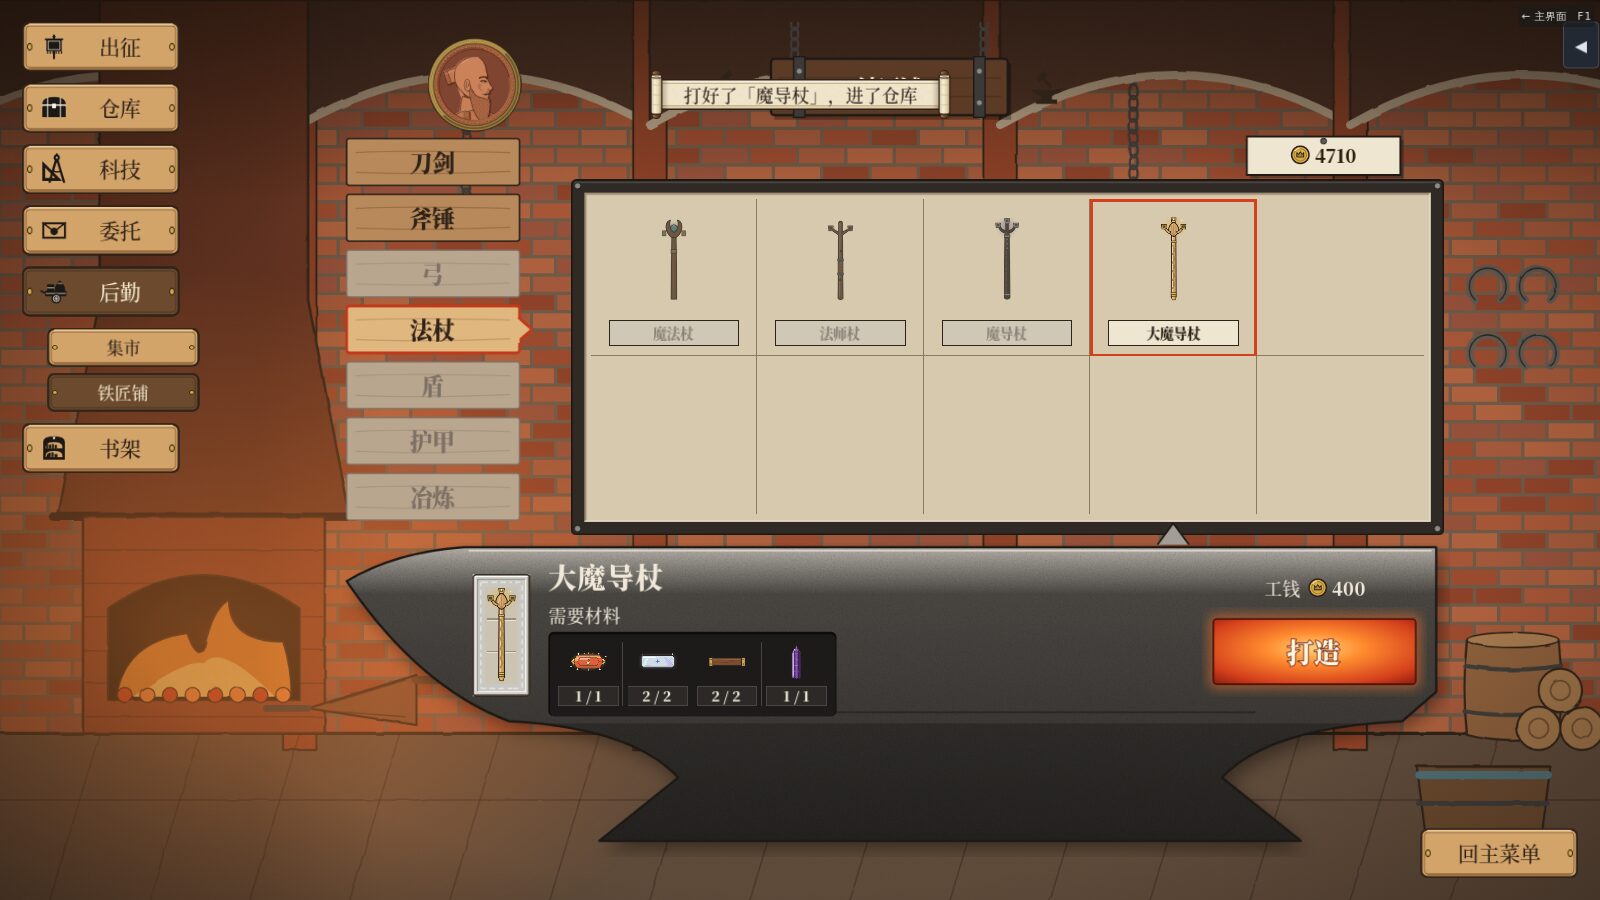 ← 主界面 F1
出征
仓库
科技
委托
后勤
集市
铁匠铺
书架
打好了「魔导杖」，进了仓库
4710
刀剑
斧锤
弓
法杖
盾
护甲
冶炼
魔法杖
法师杖
魔导杖
大魔导杖
大魔导杖
需要材料
1/1
2/2
2/2
1/1
工钱 400
打造
回主菜单